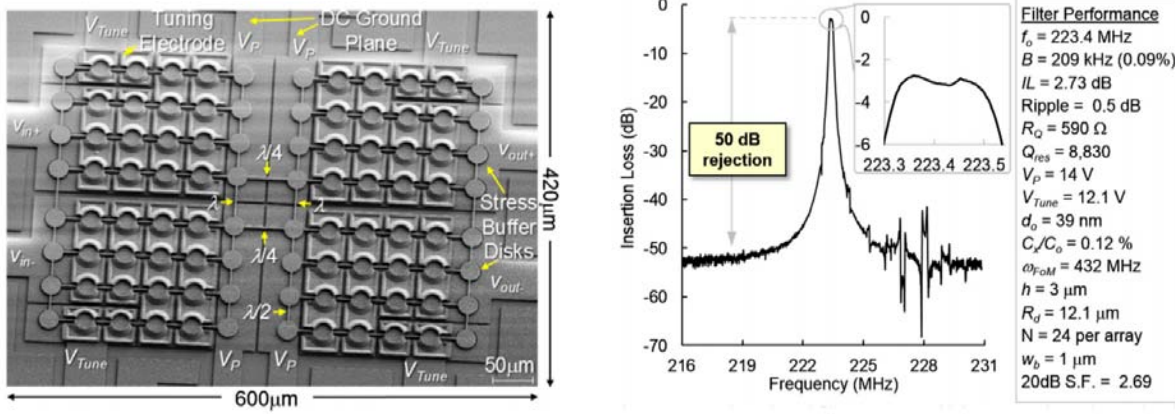 V_Tune
Tuning
Electrode
V_P
DC Ground
Plane
V_P
V_Tune
v_in+
λ/4
v_out+
λ
λ
Stress
Buffer
Disks
λ/4
v_in-
v_out-
λ/2
V_Tune
V_P
V_P
V_Tune
50μm
420μm
600μm
0
-10
-20
-30
-40
-50
-60
-70
Insertion Loss (dB)
50 dB
rejection
0
-2
-4
-6
223.3 223.4 223.5
216 219 222 225 228 231
Frequency (MHz)
Filter Performance
f_o = 223.4 MHz
B = 209 kHz (0.09%)
IL = 2.73 dB
Ripple = 0.5 dB
R_Q = 590 Ω
Q_res = 8,830
V_P = 14 V
V_Tune = 12.1 V
d_o = 39 nm
C_x/C_o = 0.12 %
ω_FoM = 432 MHz
h = 3 μm
R_d = 12.1 μm
N = 24 per array
w_b = 1 μm
20dB S.F. = 2.69